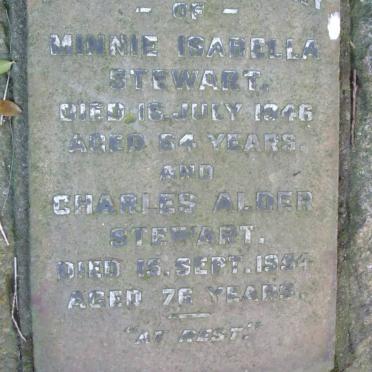 - OF -
MINNIE ISABELLA
STEWART.
DIED 16 JULY 1946
AGED 64 YEARS.
AND
CHARLES ALDER
STEWART.
DIED 15. SEPT. 1954
AGED 76 YEARS.
"AT REST."